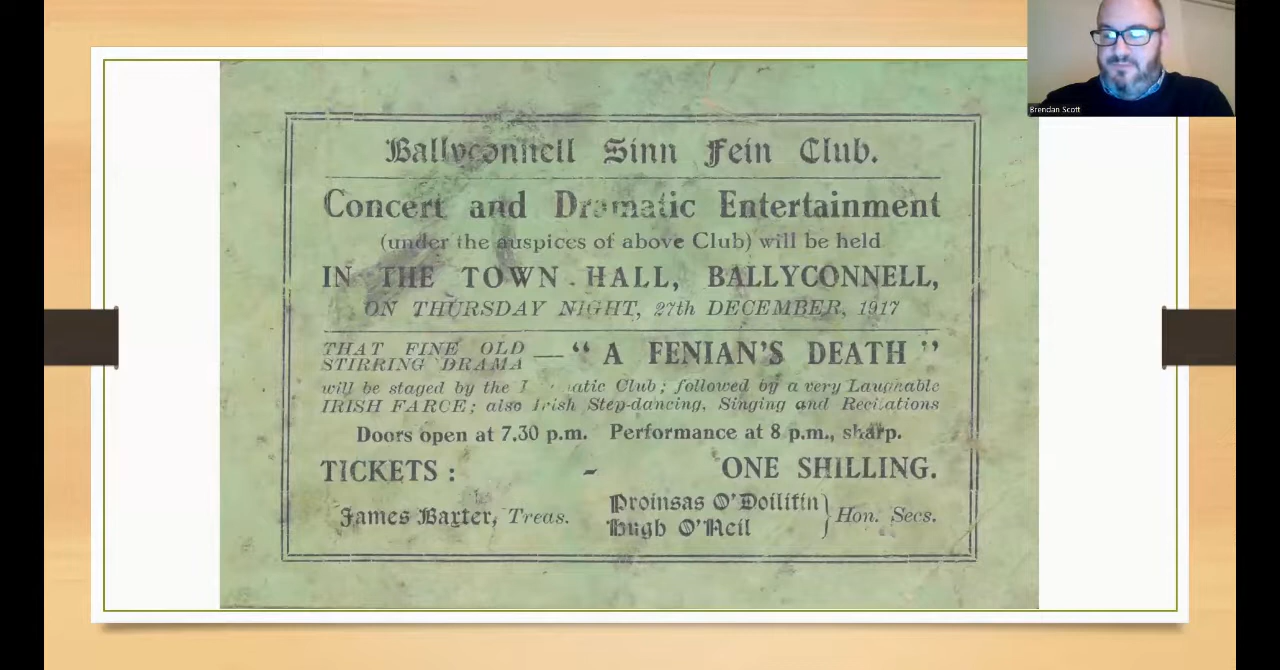 Brendan Scott
Ballyconnell Sinn Fein Club.
Concert and Dramatic Entertainment
(under the auspices of above Club) will be held
IN THE TOWN HALL, BALLYCONNELL,
ON THURSDAY NIGHT, 27th DECEMBER, 1917
THAT FINE OLD
STIRRING DRAMA — “ A FENIAN’S DEATH ”
will be staged by the Club; followed by a very Laughable
IRISH FARCE; also Irish Step-dancing, Singing and Recitations
Doors open at 7.30 p.m. Performance at 8 p.m., sharp.
TICKETS : - ONE SHILLING.
James Baxter, Treas.
Proinsas O’Doilifin
Hugh O’Neil
Hon. Secs.